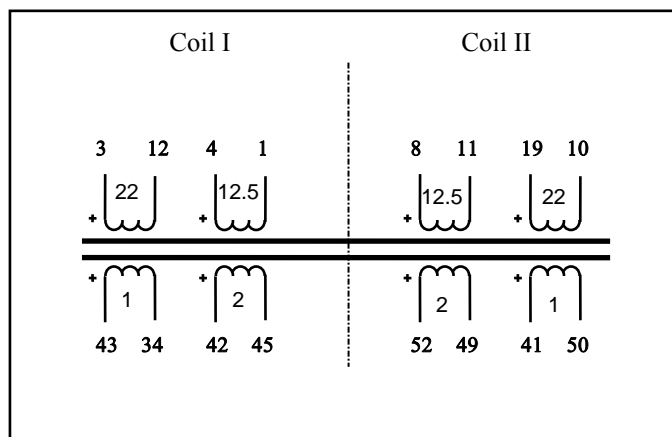 Coil I Coil II
3 12 4 1 8 11 19 10
22 12.5 12.5 22
+ + + +
+ + + +
1 2 2 1
43 34 42 45 52 49 41 50